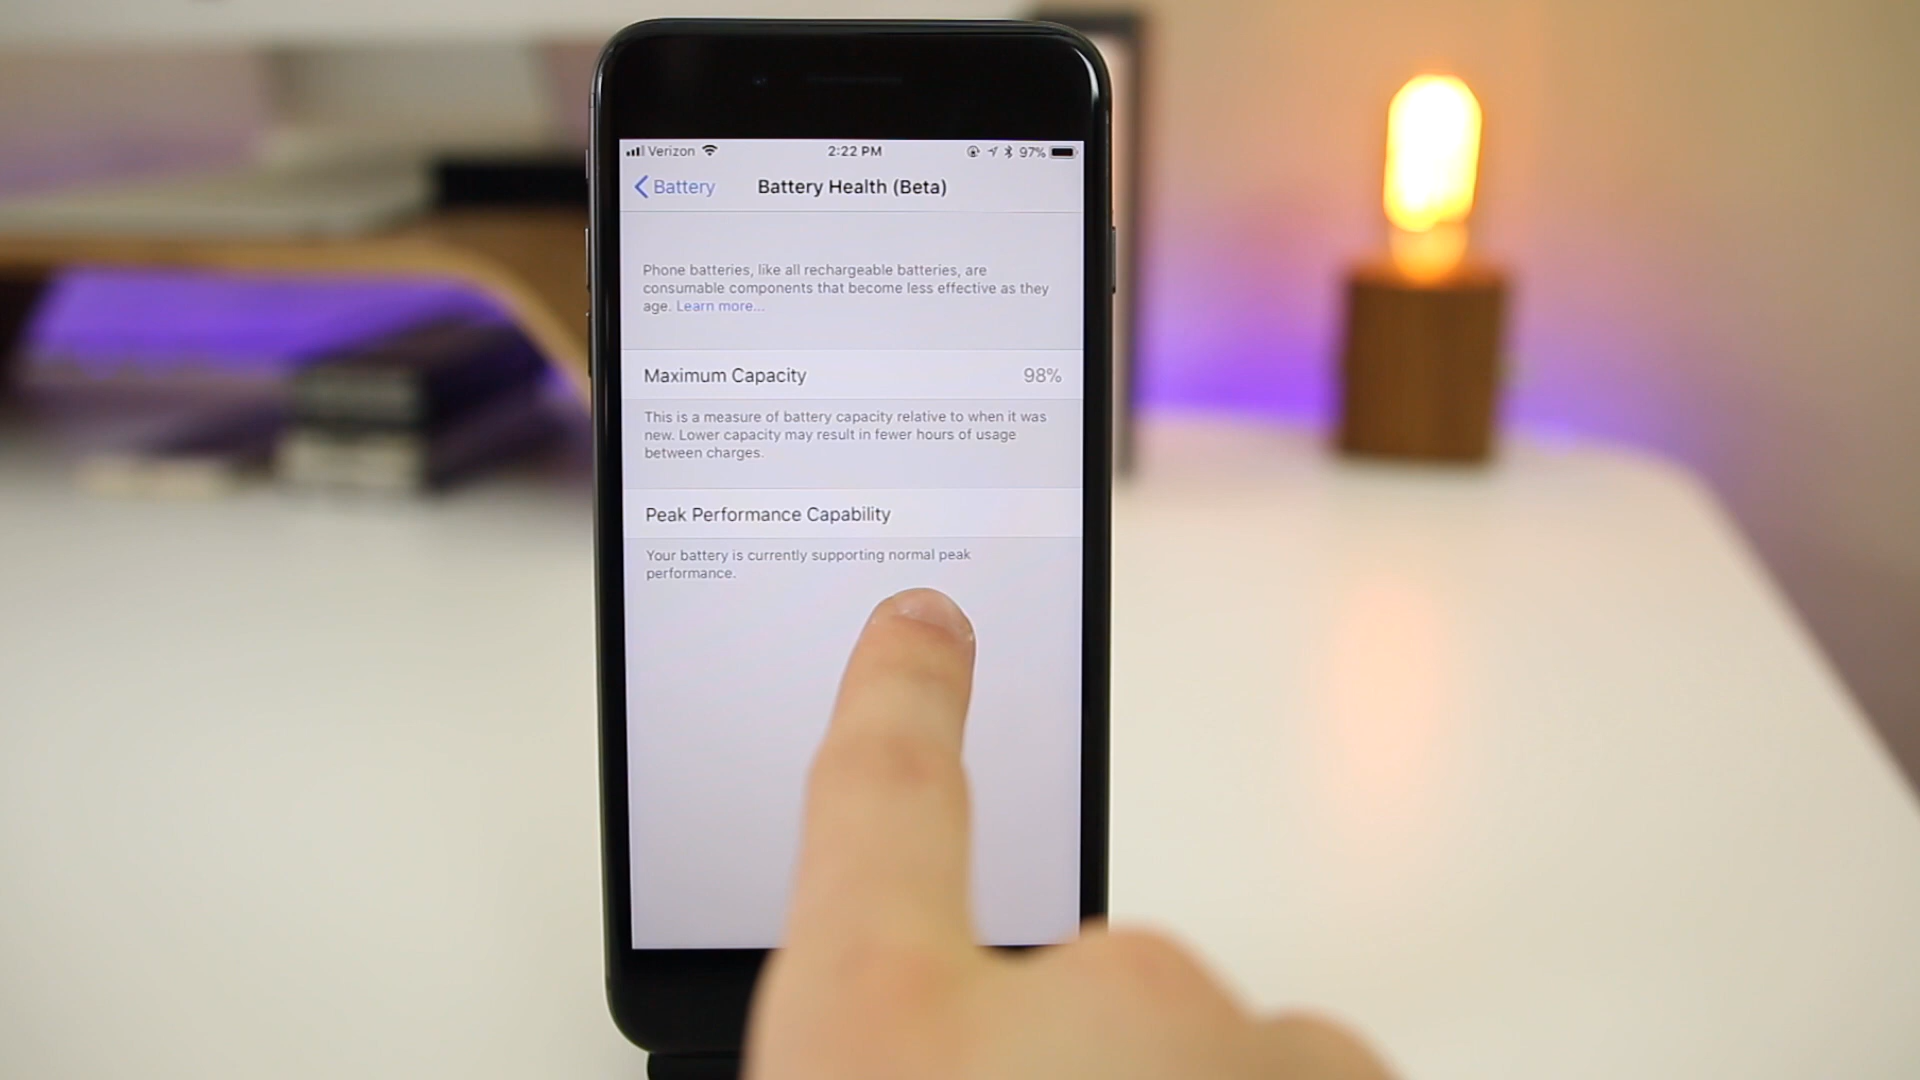 Verizon 2:22 PM 97%
Battery Battery Health (Beta)
Phone batteries, like all rechargeable batteries, are
consumable components that become less effective as they
age. Learn more...
Maximum Capacity 98%
This is a measure of battery capacity relative to when it was
new. Lower capacity may result in fewer hours of usage
between charges.
Peak Performance Capability
Your battery is currently supporting normal peak
performance.